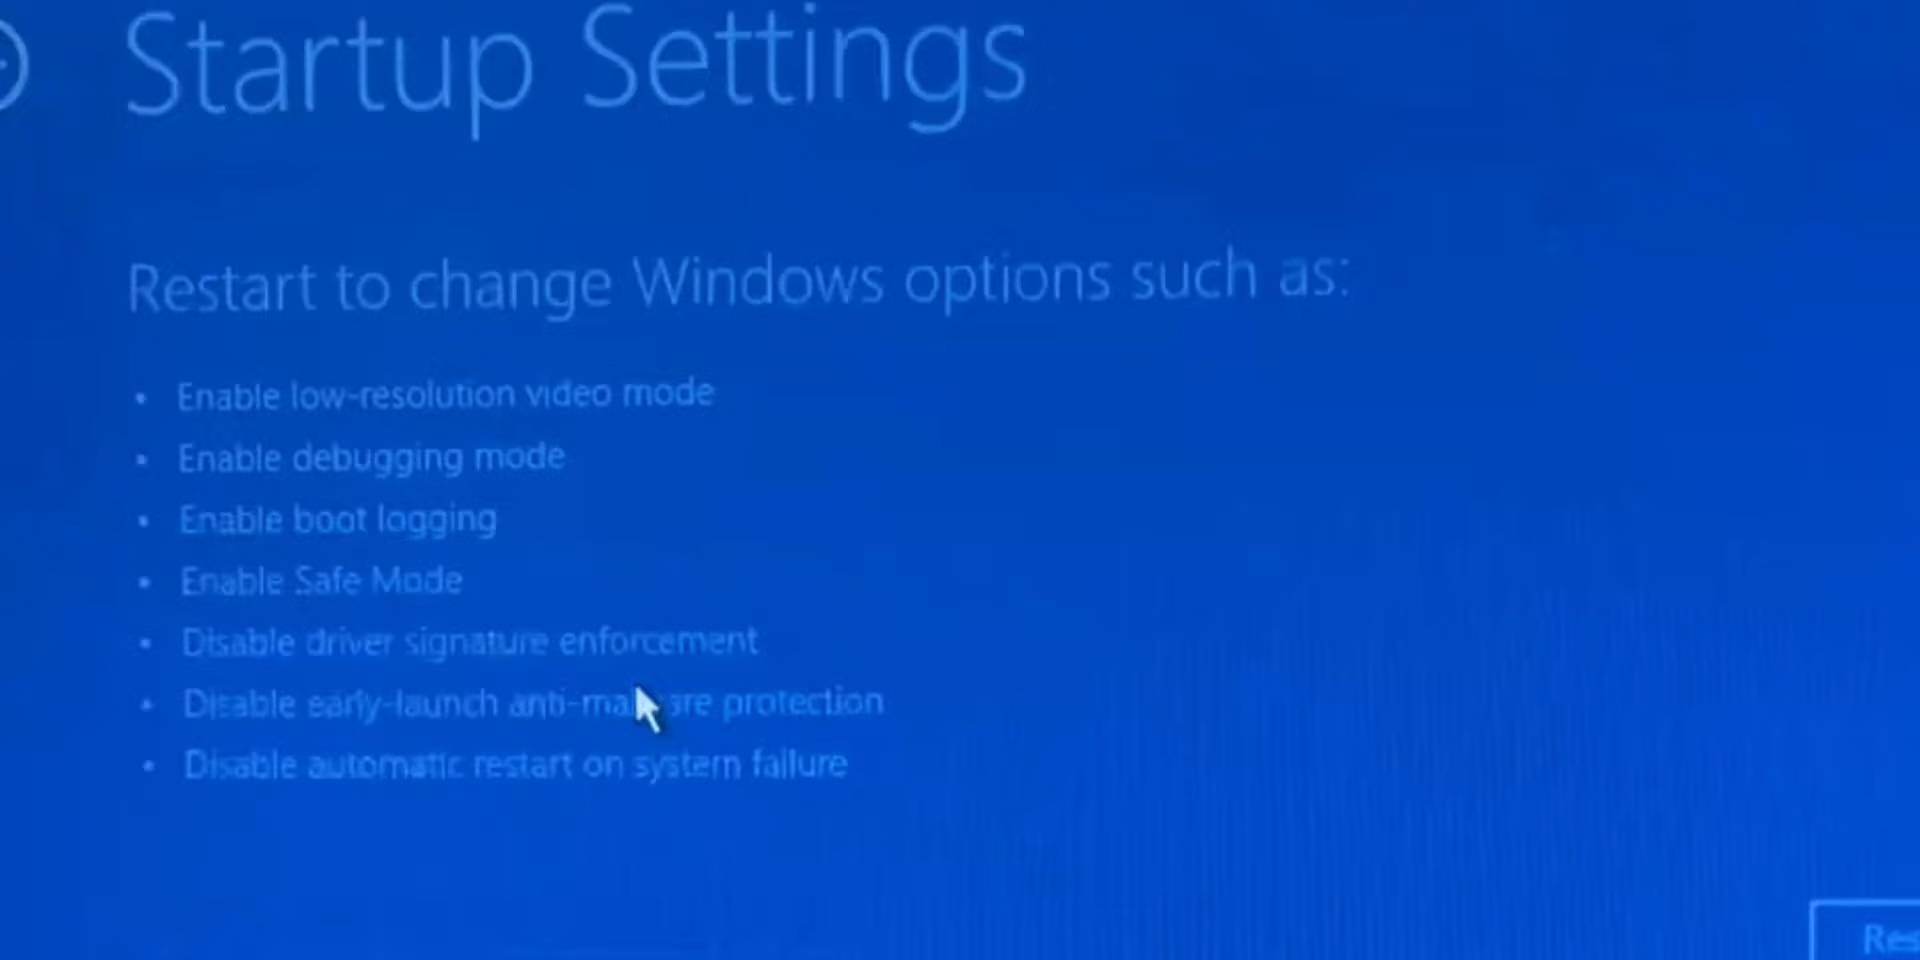 Startup Settings
Restart to change Windows options such as:
• Enable low-resolution video mode
• Enable debugging mode
• Enable boot logging
• Enable Safe Mode
• Disable driver signature enforcement
• Disable early-launch protection
• Disable automatic restart on system failure